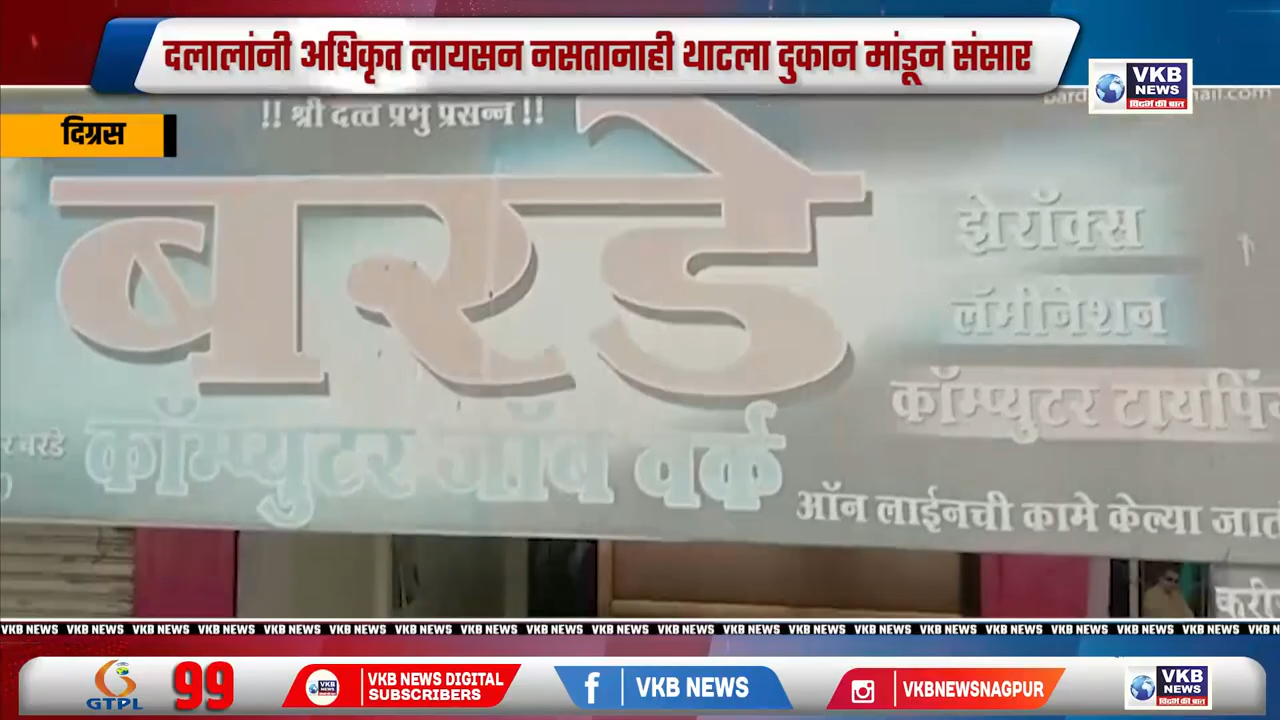 दलालांनी अधिकृत लायसन नसतानाही थाटला दुकान मांडून संसार
VKB
NEWS
विदर्भ की बात
दिग्रस
!! श्री दत्त प्रभु प्रसन्न !!
बरडे
झेरॉक्स
लॅमीनेशन
कॉम्प्युटर
बरडे
कॉम्प्युटर जॉब वर्क
ऑन लाईनची कामे केल्या
VKB NEWS VKB NEWS VKB NEWS VKB NEWS VKB NEWS VKB NEWS VKB NEWS VKB NEWS VKB NEWS VKB NEWS VKB NEWS VKB NEWS VKB NEWS VKB NEWS VKB NEWS VKB NEWS VKB NEWS VKB NEWS VKB NEWS
GTPL
99
VKB NEWS
VKB NEWS DIGITAL
SUBSCRIBERS
f
VKB NEWS
VKBNEWSNAGPUR
VKB
NEWS
विदर्भ की बात